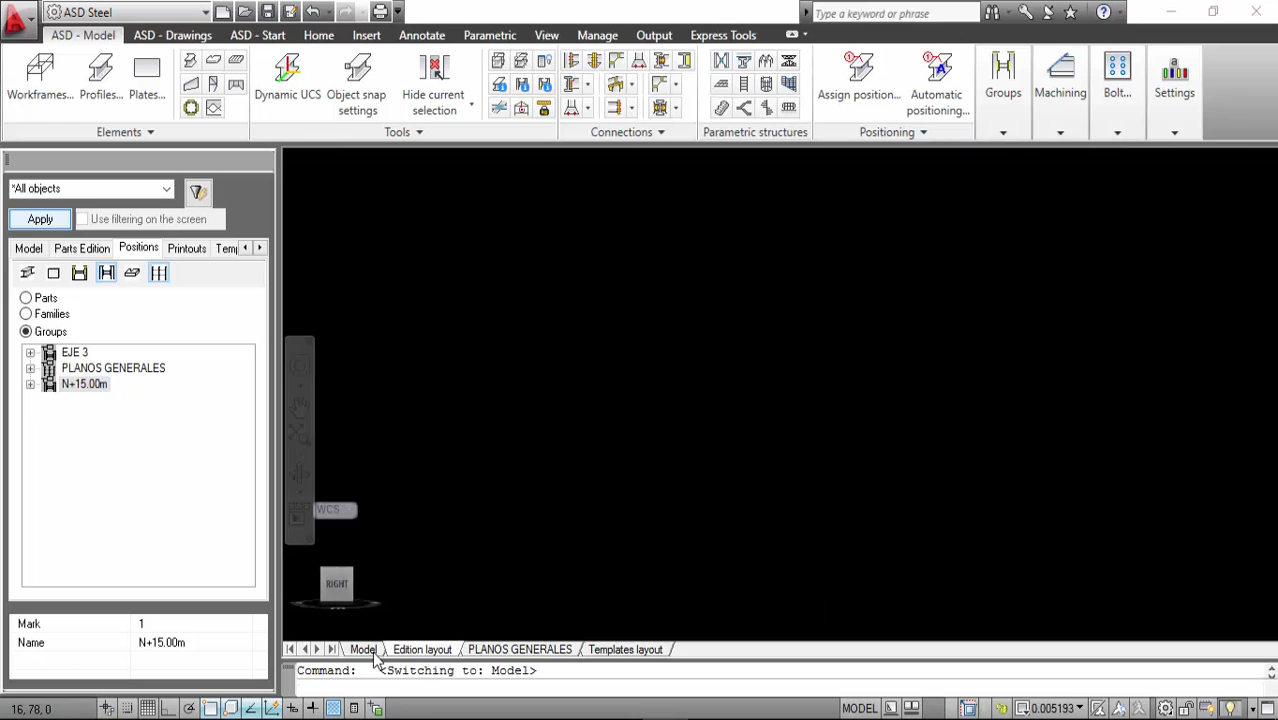 ASD Steel
Type a keyword or phrase
ASD - Model ASD - Drawings ASD - Start Home Insert Annotate Parametric View Manage Output Express Tools
Workframes... Profiles... Plates... Dynamic UCS Object snap settings Hide current selection Assign position... Automatic positioning... Groups Machining Bolt... Settings
Elements Tools Connections Parametric structures Positioning
*All objects
Apply Use filtering on the screen
Model Parts Edition Positions Printouts Temp
Parts
Families
Groups
EJE 3
PLANOS GENERALES
N+15.00m
WCS
RIGHT
Mark 1
Name N+15.00m
Model Edition layout PLANOS GENERALES Templates layout
Command: <Switching to: Model>
16, 78, 0 MODEL 0.005193